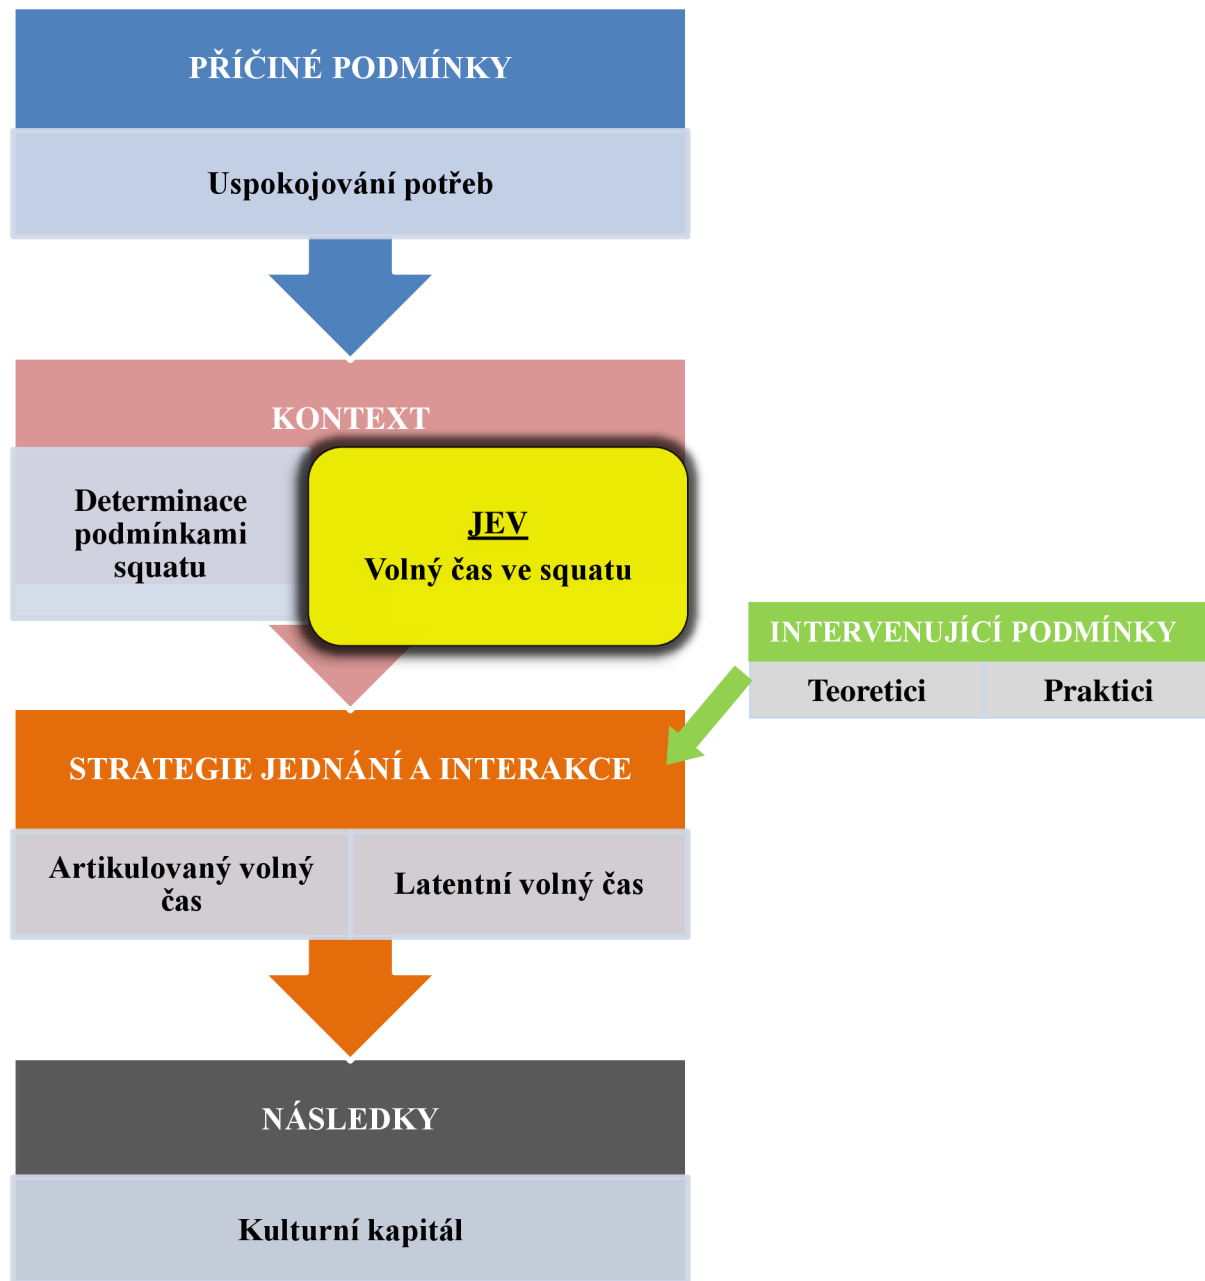 PŘÍČINÉ PODMÍNKY
Uspokojování potřeb
KONTEXT
Determinace
podmínkami
squatu
JEV
Volný čas ve squatu
INTERVENUJÍCÍ PODMÍNKY
Teoretici
Praktici
STRATEGIE JEDNÁNÍ A INTERAKCE
Artikulovaný volný
čas
Latentní volný čas
NÁSLEDKY
Kulturní kapitál